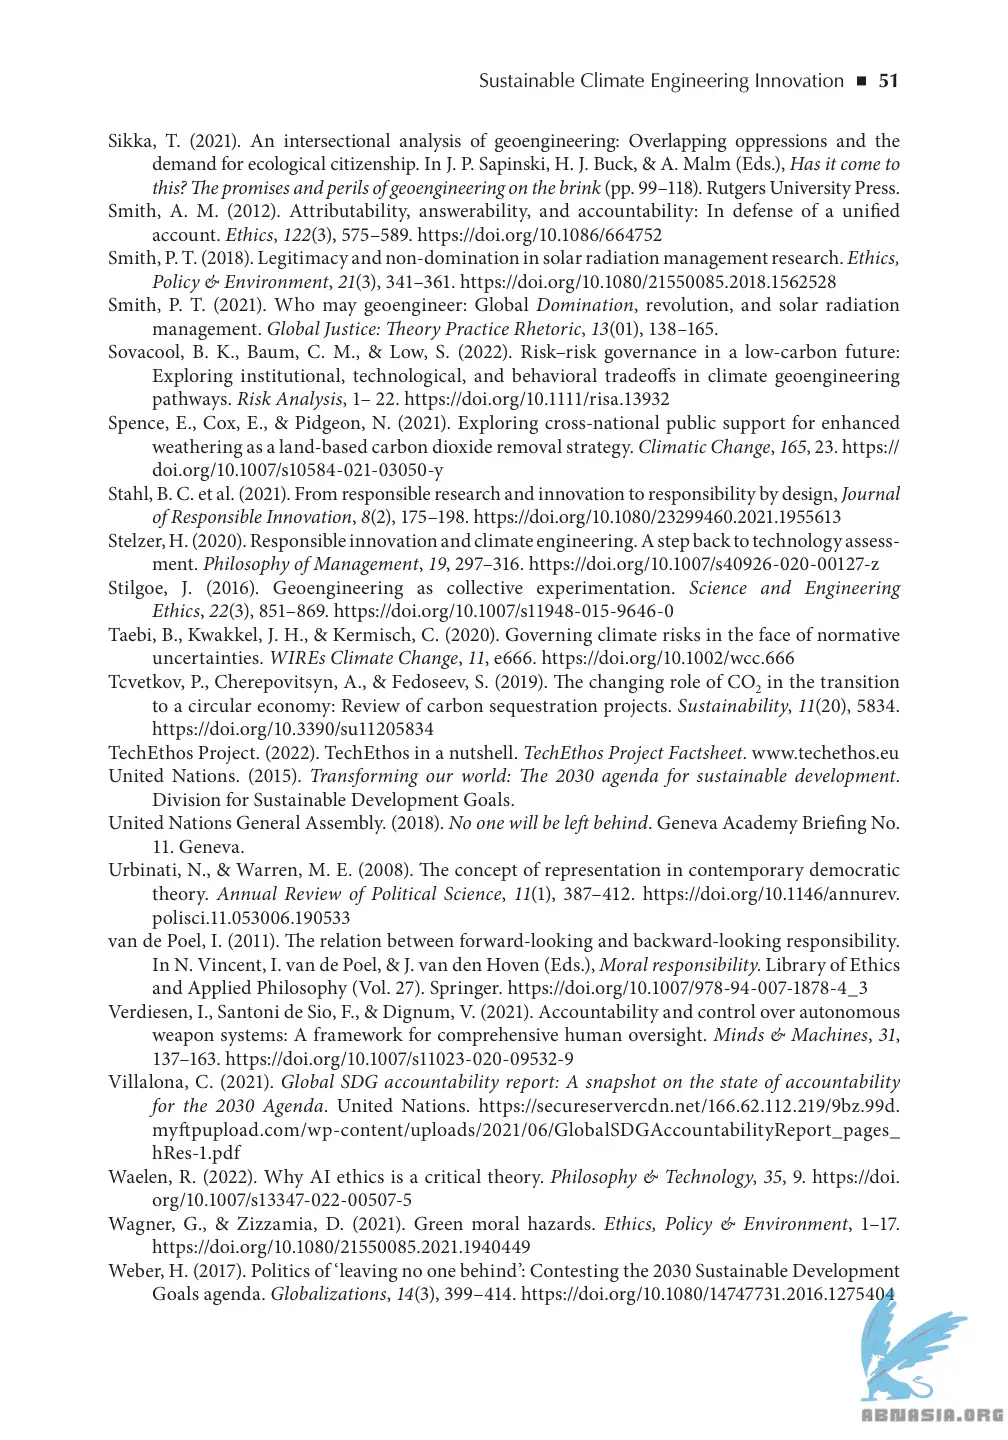 Sustainable Climate Engineering Innovation ■ 51
Sikka, T. (2021). An intersectional analysis of geoengineering: Overlapping oppressions and the
demand for ecological citizenship. In J. P. Sapinski, H. J. Buck, & A. Malm (Eds.), Has it come to
this? The promises and perils of geoengineering on the brink (pp. 99–118). Rutgers University Press.
Smith, A. M. (2012). Attributability, answerability, and accountability: In defense of a unified
account. Ethics, 122(3), 575–589. https://doi.org/10.1086/664752
Smith, P. T. (2018). Legitimacy and non-domination in solar radiation management research. Ethics,
Policy & Environment, 21(3), 341–361. https://doi.org/10.1080/21550085.2018.1562528
Smith, P. T. (2021). Who may geoengineer: Global Domination, revolution, and solar radiation
management. Global Justice: Theory Practice Rhetoric, 13(01), 138–165.
Sovacool, B. K., Baum, C. M., & Low, S. (2022). Risk–risk governance in a low-carbon future:
Exploring institutional, technological, and behavioral tradeoffs in climate geoengineering
pathways. Risk Analysis, 1– 22. https://doi.org/10.1111/risa.13932
Spence, E., Cox, E., & Pidgeon, N. (2021). Exploring cross-national public support for enhanced
weathering as a land-based carbon dioxide removal strategy. Climatic Change, 165, 23. https://
doi.org/10.1007/s10584-021-03050-y
Stahl, B. C. et al. (2021). From responsible research and innovation to responsibility by design, Journal
of Responsible Innovation, 8(2), 175–198. https://doi.org/10.1080/23299460.2021.1955613
Stelzer, H. (2020). Responsible innovation and climate engineering. A step back to technology assess-
ment. Philosophy of Management, 19, 297–316. https://doi.org/10.1007/s40926-020-00127-z
Stilgoe, J. (2016). Geoengineering as collective experimentation. Science and Engineering
Ethics, 22(3), 851–869. https://doi.org/10.1007/s11948-015-9646-0
Taebi, B., Kwakkel, J. H., & Kermisch, C. (2020). Governing climate risks in the face of normative
uncertainties. WIREs Climate Change, 11, e666. https://doi.org/10.1002/wcc.666
Tcvetkov, P., Cherepovitsyn, A., & Fedoseev, S. (2019). The changing role of CO₂ in the transition
to a circular economy: Review of carbon sequestration projects. Sustainability, 11(20), 5834.
https://doi.org/10.3390/su11205834
TechEthos Project. (2022). TechEthos in a nutshell. TechEthos Project Factsheet. www.techethos.eu
United Nations. (2015). Transforming our world: The 2030 agenda for sustainable development.
Division for Sustainable Development Goals.
United Nations General Assembly. (2018). No one will be left behind. Geneva Academy Briefing No.
11. Geneva.
Urbinati, N., & Warren, M. E. (2008). The concept of representation in contemporary democratic
theory. Annual Review of Political Science, 11(1), 387–412. https://doi.org/10.1146/annurev.
polisci.11.053006.190533
van de Poel, I. (2011). The relation between forward-looking and backward-looking responsibility.
In N. Vincent, I. van de Poel, & J. van den Hoven (Eds.), Moral responsibility. Library of Ethics
and Applied Philosophy (Vol. 27). Springer. https://doi.org/10.1007/978-94-007-1878-4_3
Verdiesen, I., Santoni de Sio, F., & Dignum, V. (2021). Accountability and control over autonomous
weapon systems: A framework for comprehensive human oversight. Minds & Machines, 31,
137–163. https://doi.org/10.1007/s11023-020-09532-9
Villalona, C. (2021). Global SDG accountability report: A snapshot on the state of accountability
for the 2030 Agenda. United Nations. https://secureservercdn.net/166.62.112.219/9bz.99d.
myftpupload.com/wp-content/uploads/2021/06/GlobalSDGAccountabilityReport_pages_
hRes-1.pdf
Waelen, R. (2022). Why AI ethics is a critical theory. Philosophy & Technology, 35, 9. https://doi.
org/10.1007/s13347-022-00507-5
Wagner, G., & Zizzamia, D. (2021). Green moral hazards. Ethics, Policy & Environment, 1–17.
https://doi.org/10.1080/21550085.2021.1940449
Weber, H. (2017). Politics of ‘leaving no one behind’: Contesting the 2030 Sustainable Development
Goals agenda. Globalizations, 14(3), 399–414. https://doi.org/10.1080/14747731.2016.1275404
ABNASIA.ORG